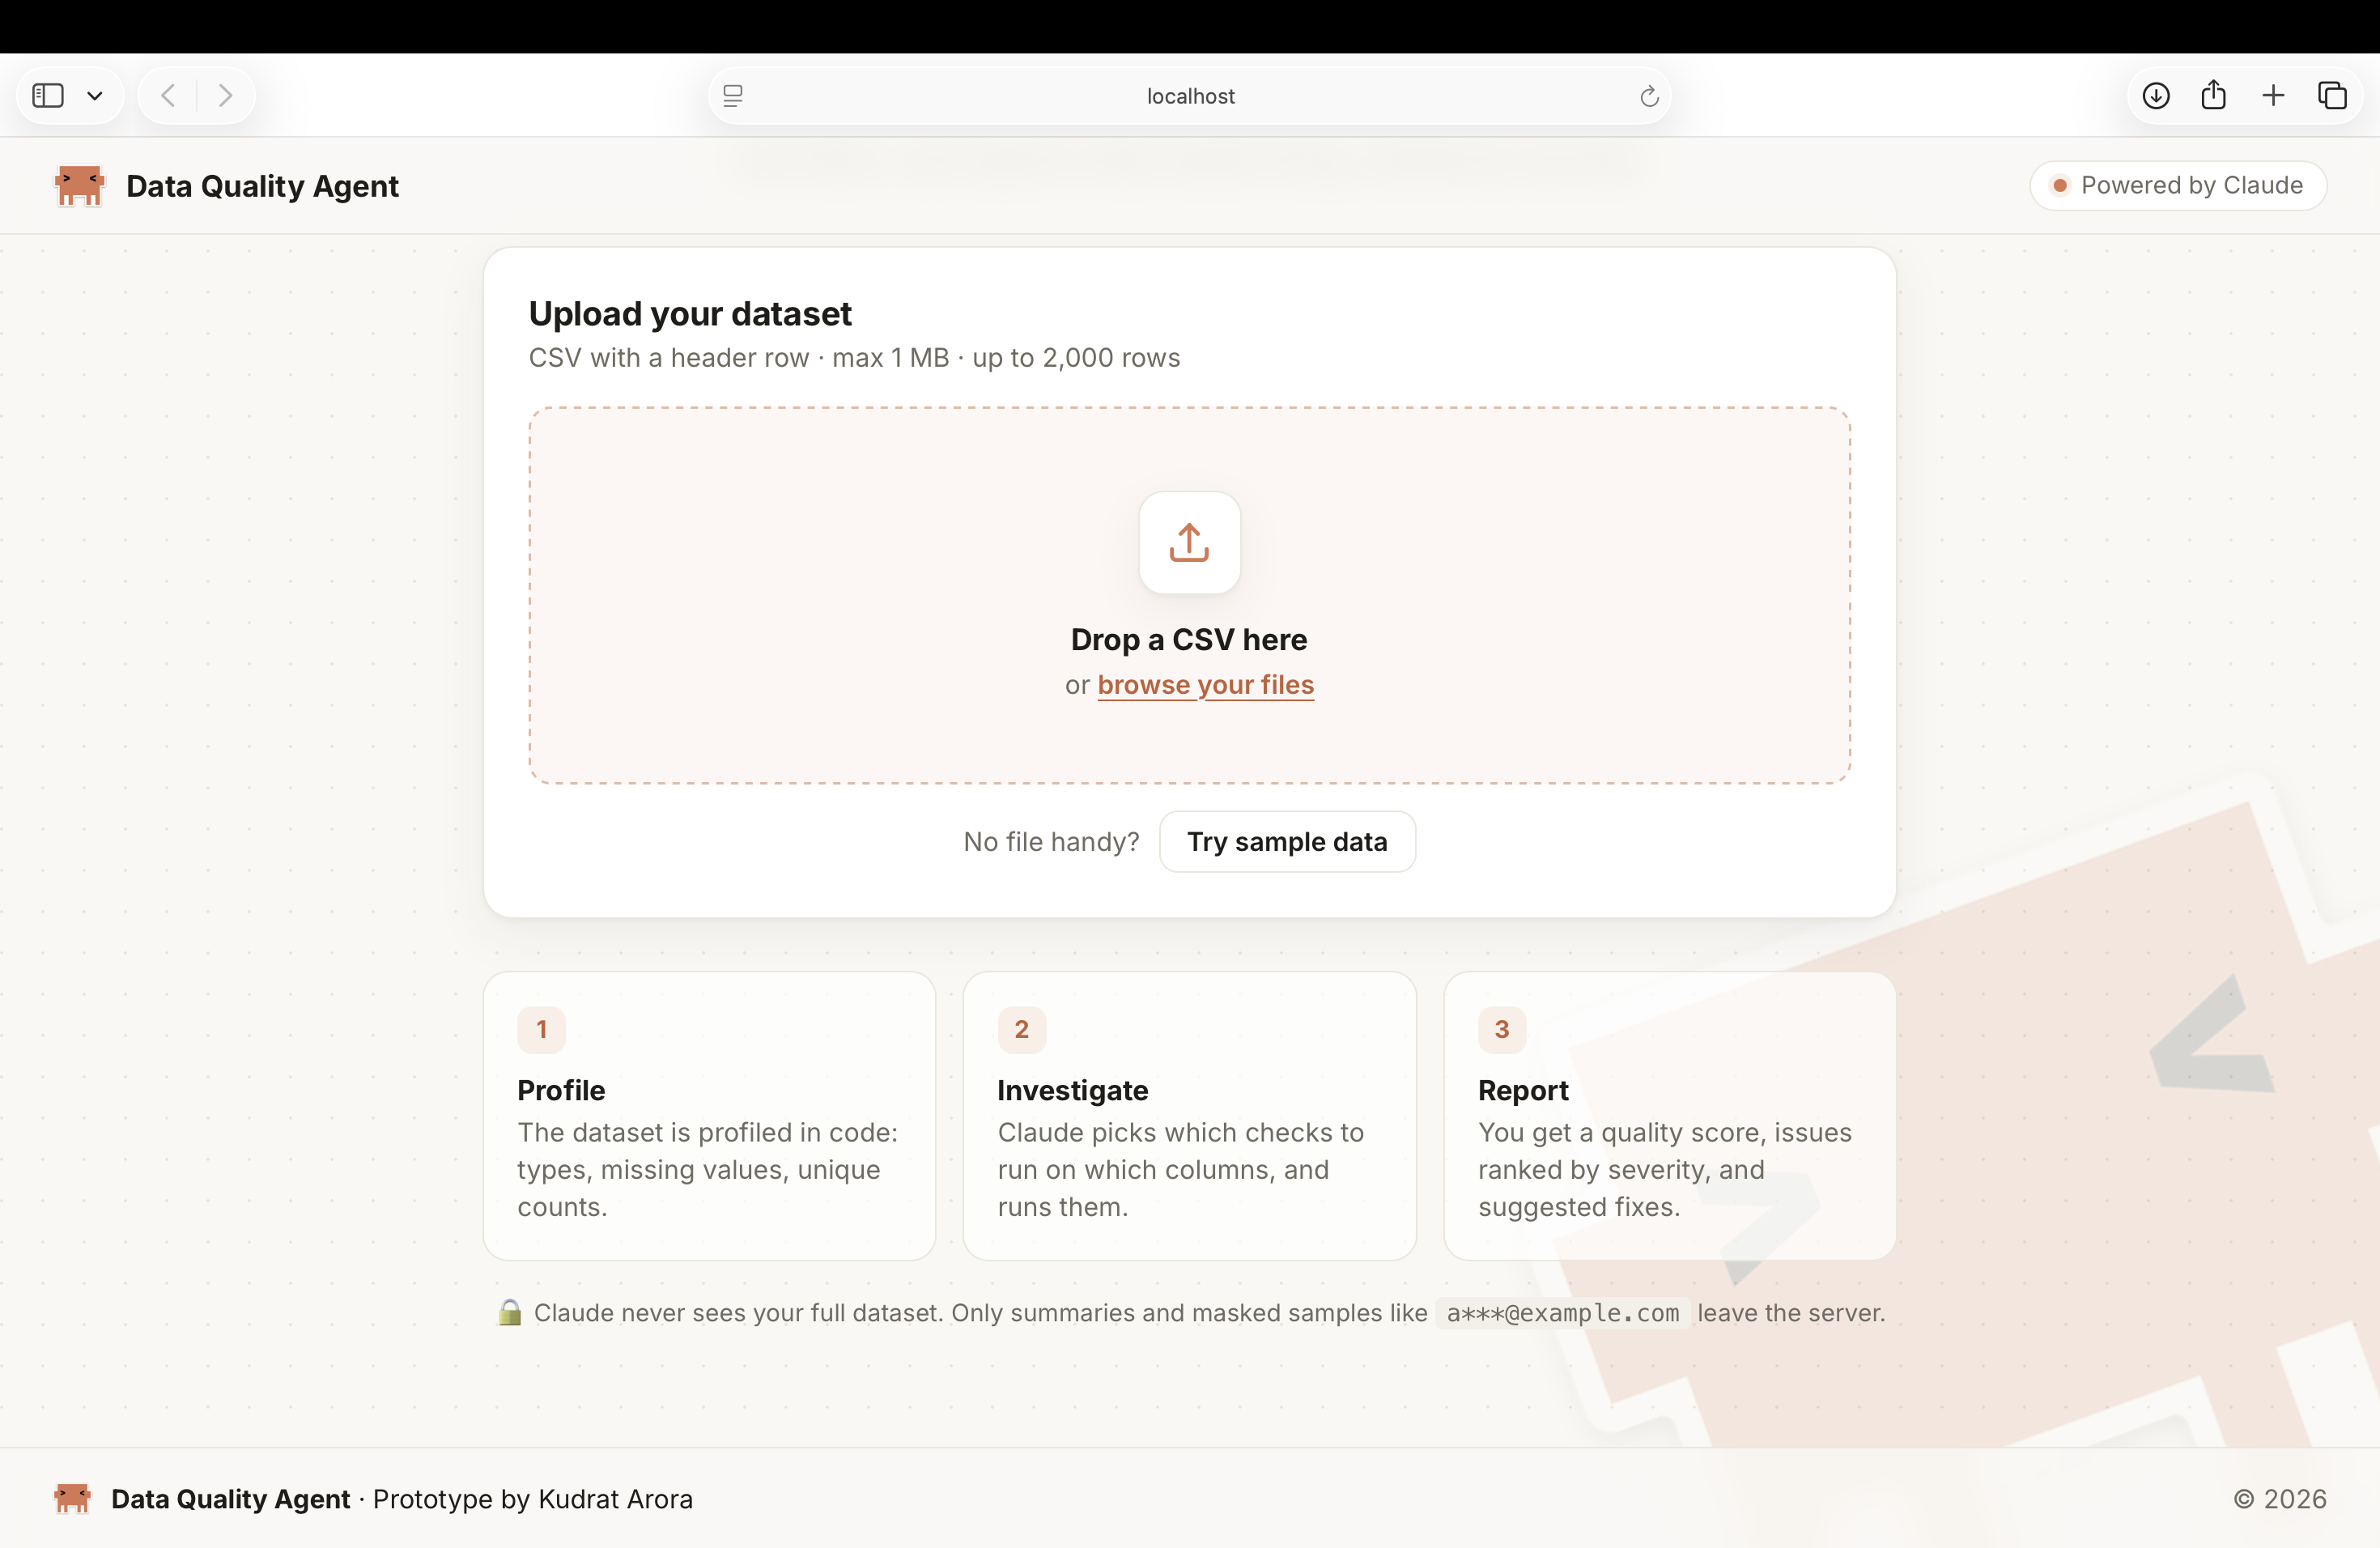 localhost
Data Quality Agent
Powered by Claude
Upload your dataset
CSV with a header row · max 1 MB · up to 2,000 rows
Drop a CSV here
or browse your files
No file handy?
Try sample data
1
Profile
The dataset is profiled in code:
types, missing values, unique
counts.
2
Investigate
Claude picks which checks to
run on which columns, and
runs them.
3
Report
You get a quality score, issues
ranked by severity, and
suggested fixes.
🔒 Claude never sees your full dataset. Only summaries and masked samples like a***@example.com leave the server.
Data Quality Agent · Prototype by Kudrat Arora
© 2026